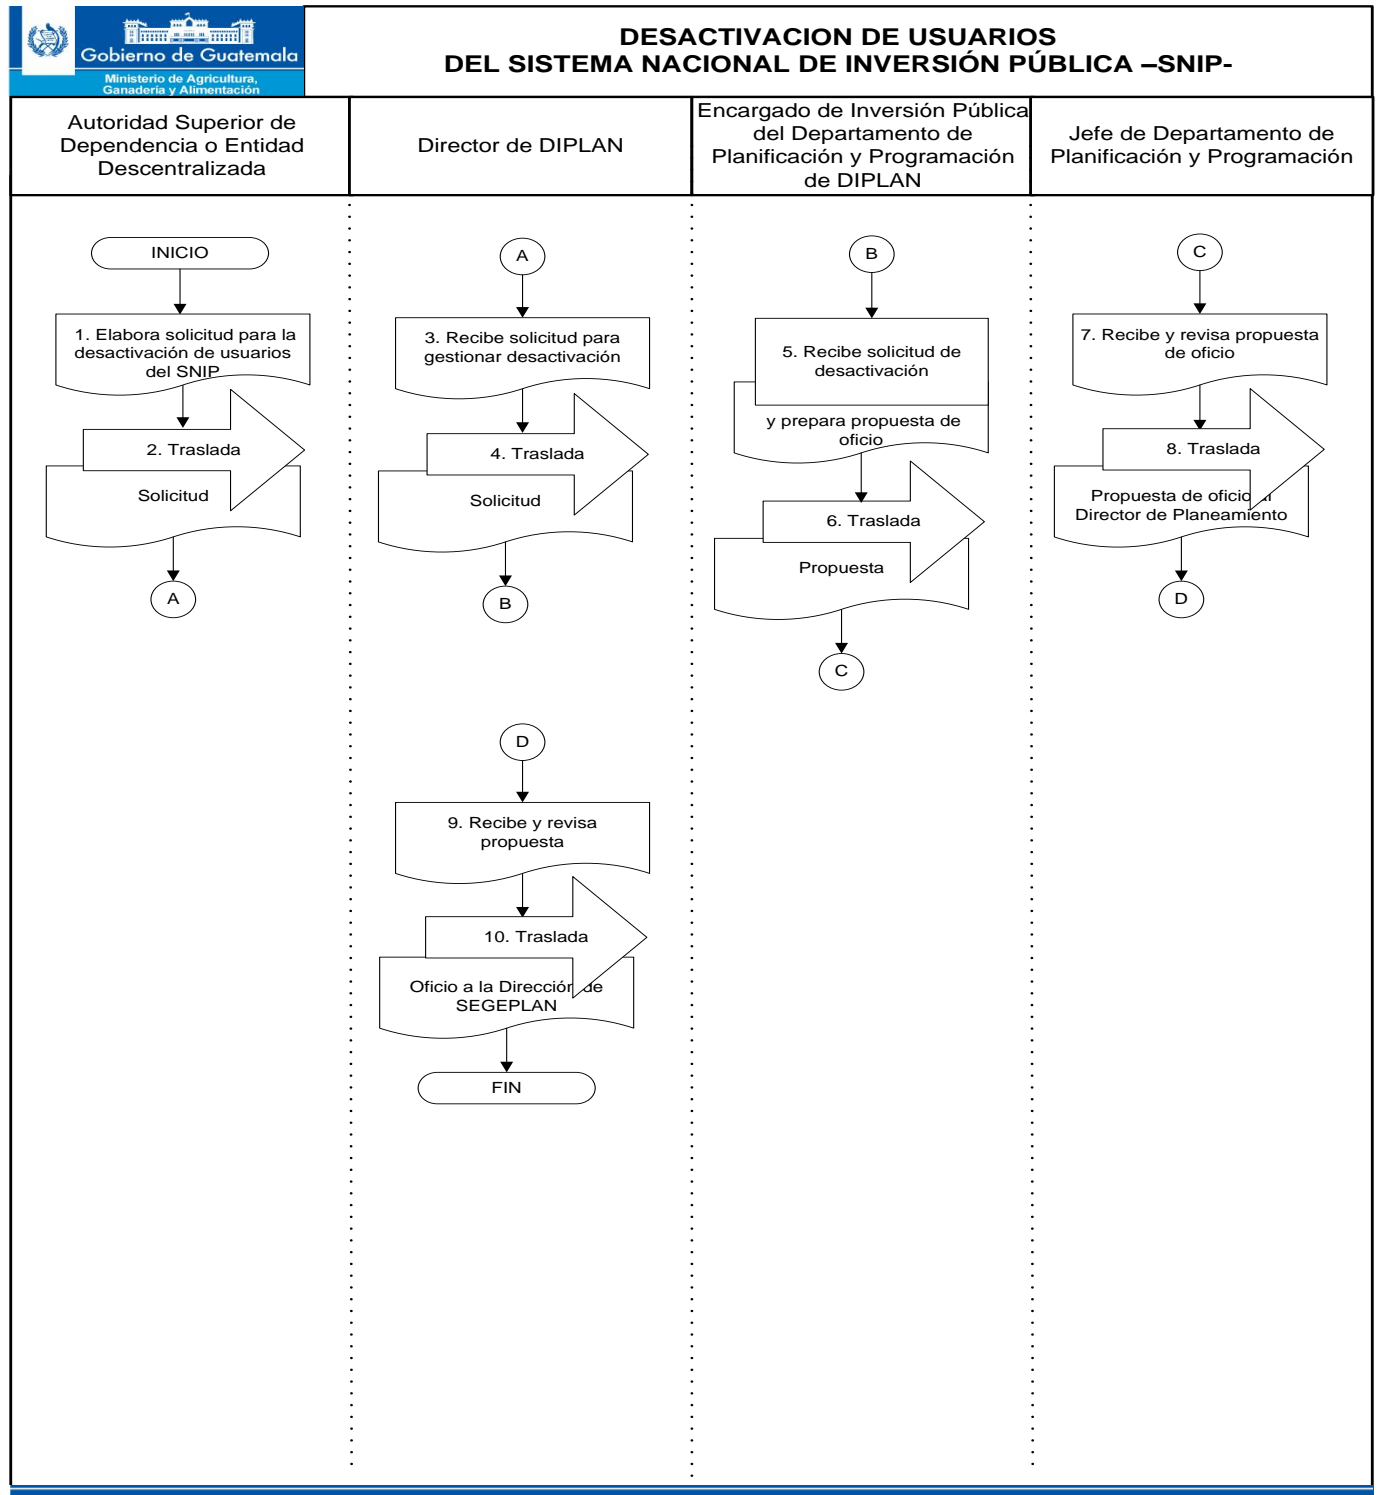 Gobierno de Guatemala
Ministerio de Agricultura,
Ganadería y Alimentación
DESACTIVACION DE USUARIOS
DEL SISTEMA NACIONAL DE INVERSIÓN PÚBLICA –SNIP-
Autoridad Superior de
Dependencia o Entidad
Descentralizada
Director de DIPLAN
Encargado de Inversión Pública
del Departamento de
Planificación y Programación
de DIPLAN
Jefe de Departamento de
Planificación y Programación
INICIO
1. Elabora solicitud para la
desactivación de usuarios
del SNIP
2. Traslada
Solicitud
A
A
3. Recibe solicitud para
gestionar desactivación
4. Traslada
Solicitud
B
B
5. Recibe solicitud de
desactivación
y prepara propuesta de
oficio
6. Traslada
Propuesta
C
C
7. Recibe y revisa propuesta
de oficio
8. Traslada
Propuesta de oficio al
Director de Planeamiento
D
D
9. Recibe y revisa
propuesta
10. Traslada
Oficio a la Dirección de
SEGEPLAN
FIN